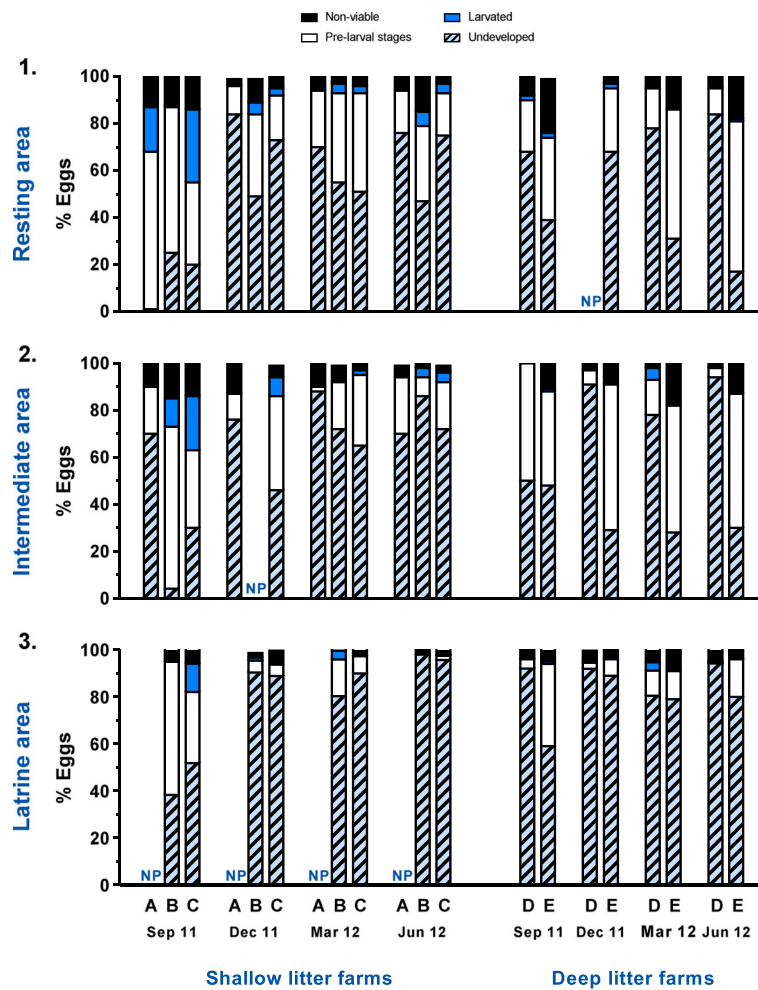 Non-viable Larvated
Pre-larval stages Undeveloped
1.
Resting area
% Eggs
100
80
60
40
20
0
NP
2.
Intermediate area
% Eggs
100
80
60
40
20
0
NP
3.
Latrine area
% Eggs
100
80
60
40
20
0
NP NP NP NP
A B C A B C A B C A B C D E D E D E D E
Sep 11 Dec 11 Mar 12 Jun 12 Sep 11 Dec 11 Mar 12 Jun 12
Shallow litter farms Deep litter farms